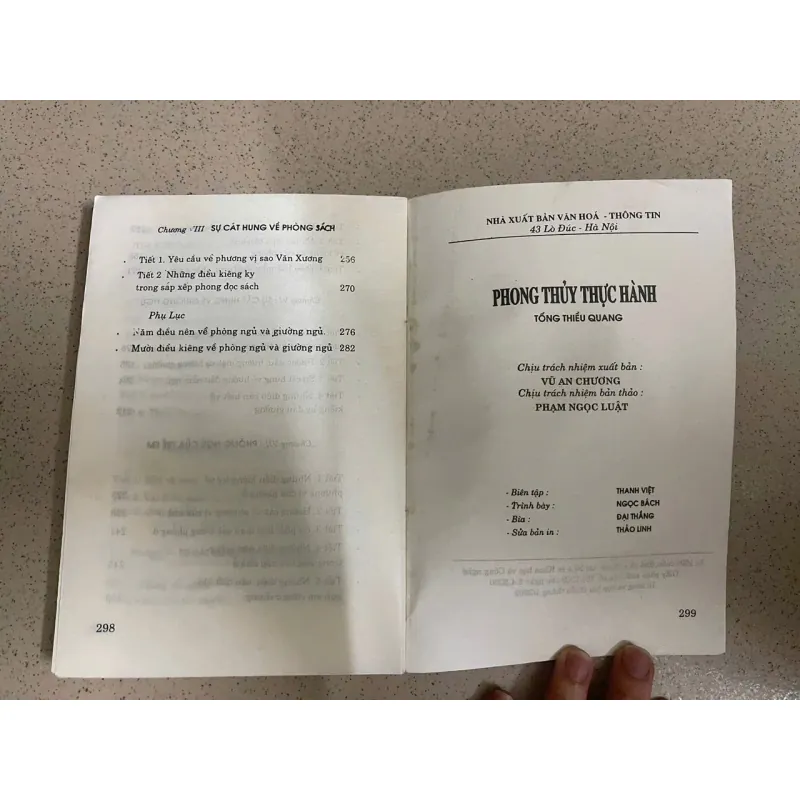 Chương VIII SỰ CÁT HUNG VỀ PHÒNG SÁCH
. Tiết 1. Yêu cầu về phương vị sao Văn Xương 256
. Tiết 2 Những điều kiêng kỵ
trong sắp xếp phòng đọc sách 270
Phụ Lục
. Năm điều nên về phòng ngủ và giường ngủ. 276
. Mười điều kiêng về phòng ngủ và giường ngủ 282
298
NHÀ XUẤT BẢN VĂN HOÁ - THÔNG TIN
43 Lò Đúc - Hà Nội
PHONG THỦY THỰC HÀNH
TỐNG THIỀU QUANG
Chịu trách nhiệm xuất bản :
VŨ AN CHƯƠNG
Chịu trách nhiệm bản thảo :
PHẠM NGỌC LUẬT
- Biên tập : THANH VIỆT
- Trình bày : NGỌC BÁCH
- Bìa : ĐẠI THẮNG
- Sửa bản in : THẢO LINH
299